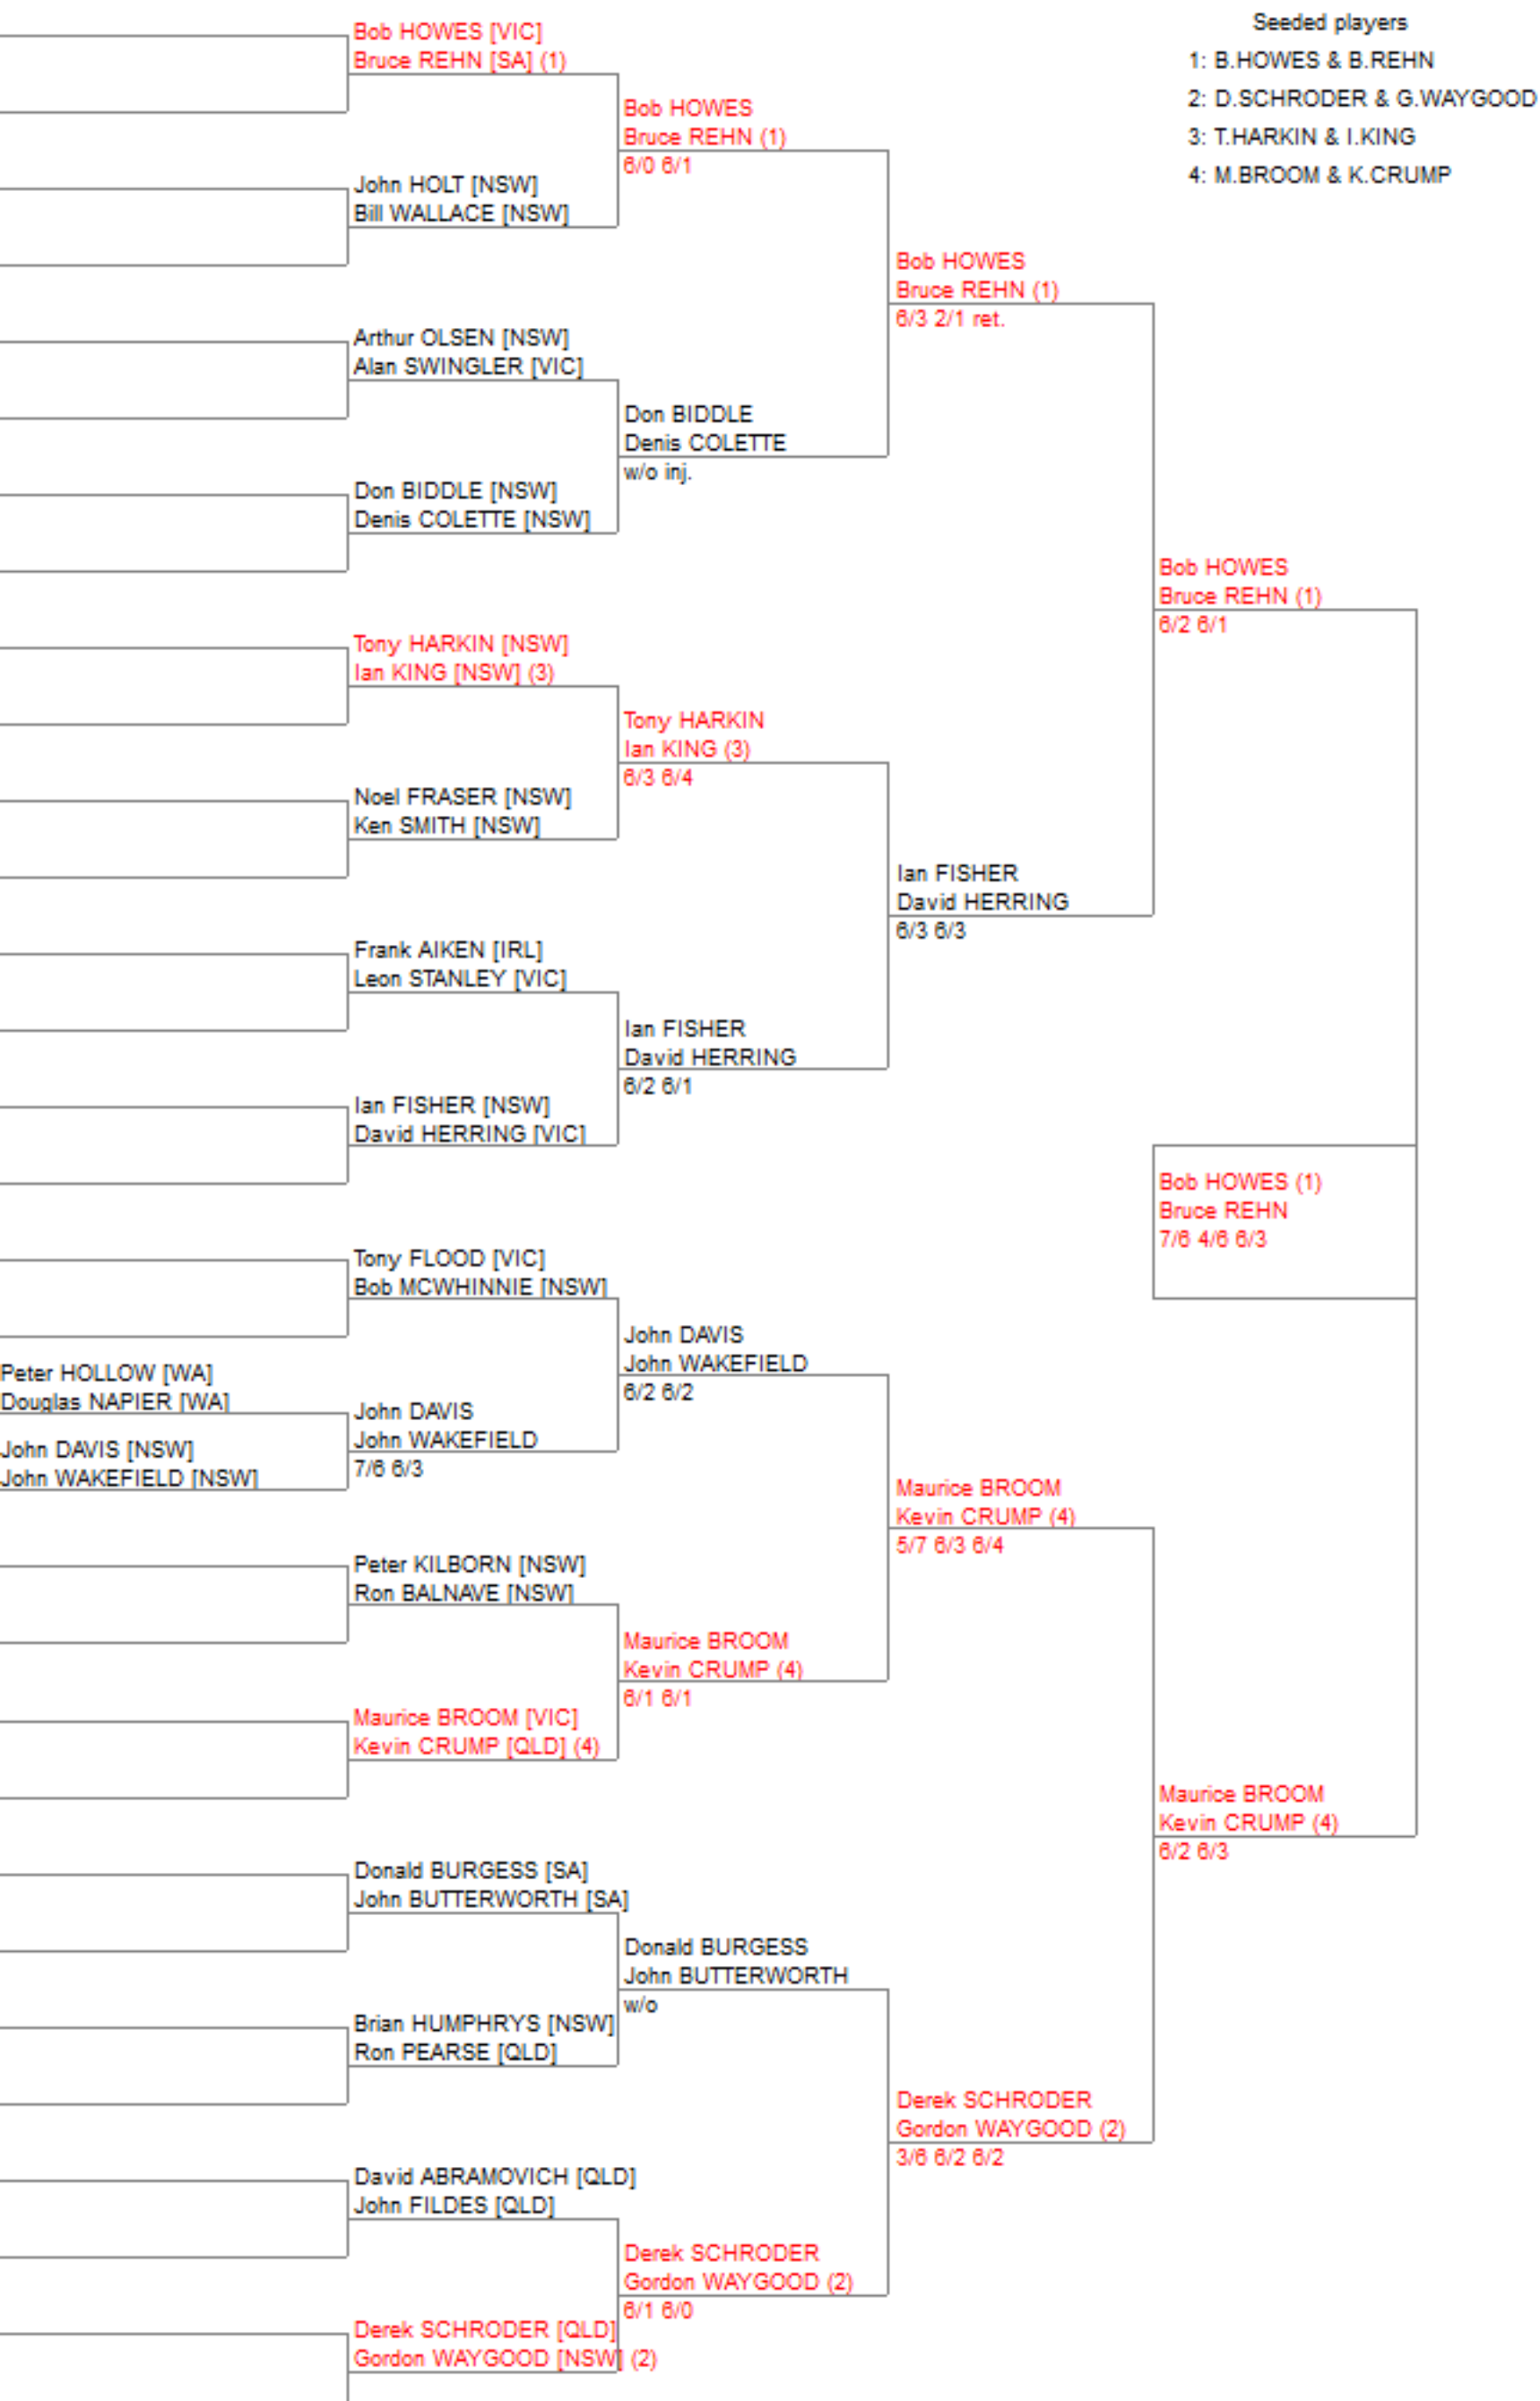 Seeded players
1: B.HOWES & B.REHN
2: D.SCHRODER & G.WAYGOOD
3: T.HARKIN & I.KING
4: M.BROOM & K.CRUMP
Peter HOLLOW [WA]
Douglas NAPIER [WA]
John DAVIS [NSW]
John WAKEFIELD [NSW]
Bob HOWES [VIC]
Bruce REHN [SA] (1)
John HOLT [NSW]
Bill WALLACE [NSW]
Arthur OLSEN [NSW]
Alan SWINGLER [VIC]
Don BIDDLE [NSW]
Denis COLETTE [NSW]
Tony HARKIN [NSW]
Ian KING [NSW] (3)
Noel FRASER [NSW]
Ken SMITH [NSW]
Frank AIKEN [IRL]
Leon STANLEY [VIC]
Ian FISHER [NSW]
David HERRING [VIC]
Tony FLOOD [VIC]
Bob MCWHINNIE [NSW]
John DAVIS
John WAKEFIELD
7/6 6/3
Peter KILBORN [NSW]
Ron BALNAVE [NSW]
Maurice BROOM [VIC]
Kevin CRUMP [QLD] (4)
Donald BURGESS [SA]
John BUTTERWORTH [SA]
Brian HUMPHRYS [NSW]
Ron PEARSE [QLD]
David ABRAMOVICH [QLD]
John FILDES [QLD]
Derek SCHRODER [QLD]
Gordon WAYGOOD [NSW] (2)
Bob HOWES
Bruce REHN (1)
6/0 6/1
Don BIDDLE
Denis COLETTE
w/o inj.
Tony HARKIN
Ian KING (3)
6/3 6/4
Ian FISHER
David HERRING
6/2 6/1
John DAVIS
John WAKEFIELD
6/2 6/2
Maurice BROOM
Kevin CRUMP (4)
6/1 6/1
Donald BURGESS
John BUTTERWORTH
w/o
Derek SCHRODER
Gordon WAYGOOD (2)
6/1 6/0
Bob HOWES
Bruce REHN (1)
6/3 2/1 ret.
Ian FISHER
David HERRING
6/3 6/3
Maurice BROOM
Kevin CRUMP (4)
5/7 6/3 6/4
Derek SCHRODER
Gordon WAYGOOD (2)
3/6 6/2 6/2
Bob HOWES
Bruce REHN (1)
6/2 6/1
Maurice BROOM
Kevin CRUMP (4)
6/2 6/3
Bob HOWES (1)
Bruce REHN
7/6 4/6 6/3